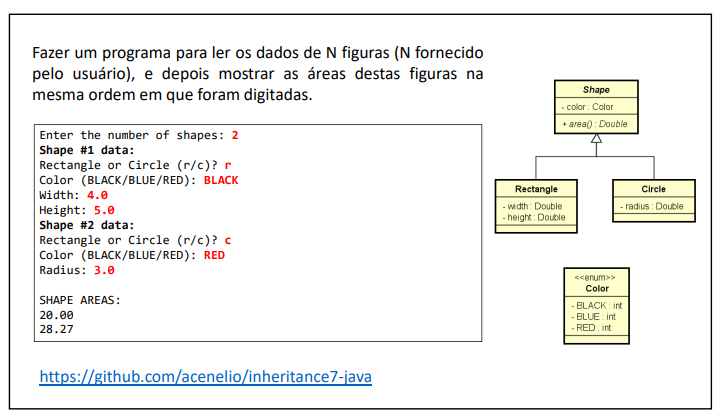 Fazer um programa para ler os dados de N figuras (N fornecido
pelo usuário), e depois mostrar as áreas destas figuras na
mesma ordem em que foram digitadas.
Enter the number of shapes: 2
Shape #1 data:
Rectangle or Circle (r/c)? r
Color (BLACK/BLUE/RED): BLACK
Width: 4.0
Height: 5.0
Shape #2 data:
Rectangle or Circle (r/c)? c
Color (BLACK/BLUE/RED): RED
Radius: 3.0
SHAPE AREAS:
20.00
28.27
https://github.com/acenelio/inheritance7-java
Shape
- color : Color
+ area() : Double
Rectangle
- width : Double
- height : Double
Circle
- radius : Double
<<enum>>
Color
- BLACK : int
- BLUE : int
- RED : int